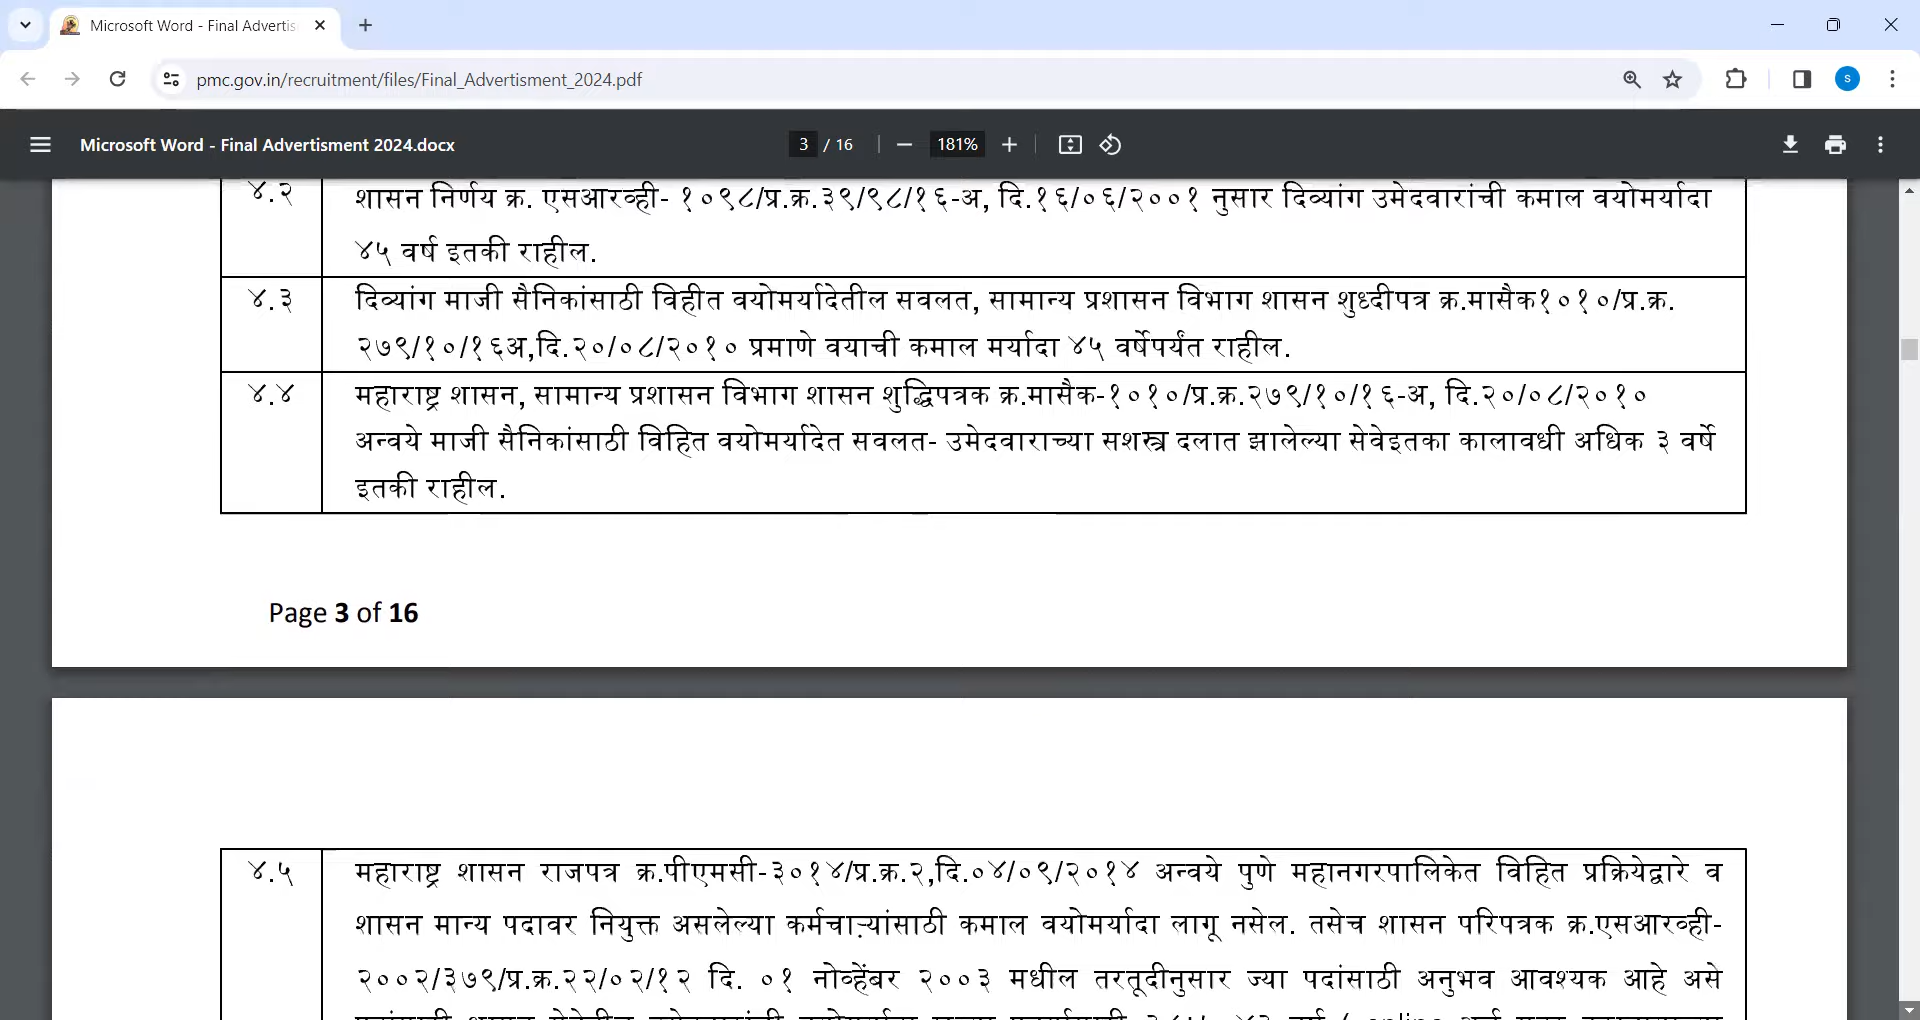 Microsoft Word - Final Advertis
pmc.gov.in/recruitment/files/Final_Advertisment_2024.pdf
S
Microsoft Word - Final Advertisment 2024.docx
3 / 16
181%
४.२
शासन निर्णय क्र. एसआरव्ही- १०९८/प्र.क्र.३९/९८/१६-अ, दि.१६/०६/२००१ नुसार दिव्यांग उमेदवारांची कमाल वयोमर्यादा
४५ वर्ष इतकी राहील.
४.३
दिव्यांग माजी सैनिकांसाठी विहीत वयोमर्यादेतील सवलत, सामान्य प्रशासन विभाग शासन शुध्दीपत्र क्र.मासैक१०१०/प्र.क्र.
२७९/१०/१६अ,दि.२०/०८/२०१० प्रमाणे वयाची कमाल मर्यादा ४५ वर्षेपर्यंत राहील.
४.४
महाराष्ट्र शासन, सामान्य प्रशासन विभाग शासन शुद्धिपत्रक क्र.मासैक-१०१०/प्र.क्र.२७९/१०/१६-अ, दि.२०/०८/२०१०
अन्वये माजी सैनिकांसाठी विहित वयोमर्यादेत सवलत- उमेदवाराच्या सशस्त्र दलात झालेल्या सेवेइतका कालावधी अधिक ३ वर्षे
इतकी राहील.
Page 3 of 16
४.५
महाराष्ट्र शासन राजपत्र क्र.पीएमसी-३०१४/प्र.क्र.२,दि.०४/०९/२०१४ अन्वये पुणे महानगरपालिकेत विहित प्रक्रियेद्वारे व
शासन मान्य पदावर नियुक्त असलेल्या कर्मचाऱ्यांसाठी कमाल वयोमर्यादा लागू नसेल. तसेच शासन परिपत्रक क्र.एसआरव्ही-
२००२/३७९/प्र.क्र.२२/०२/१२ दि. ०१ नोव्हेंबर २००३ मधील तरतूदीनुसार ज्या पदांसाठी अनुभव आवश्यक आहे असे